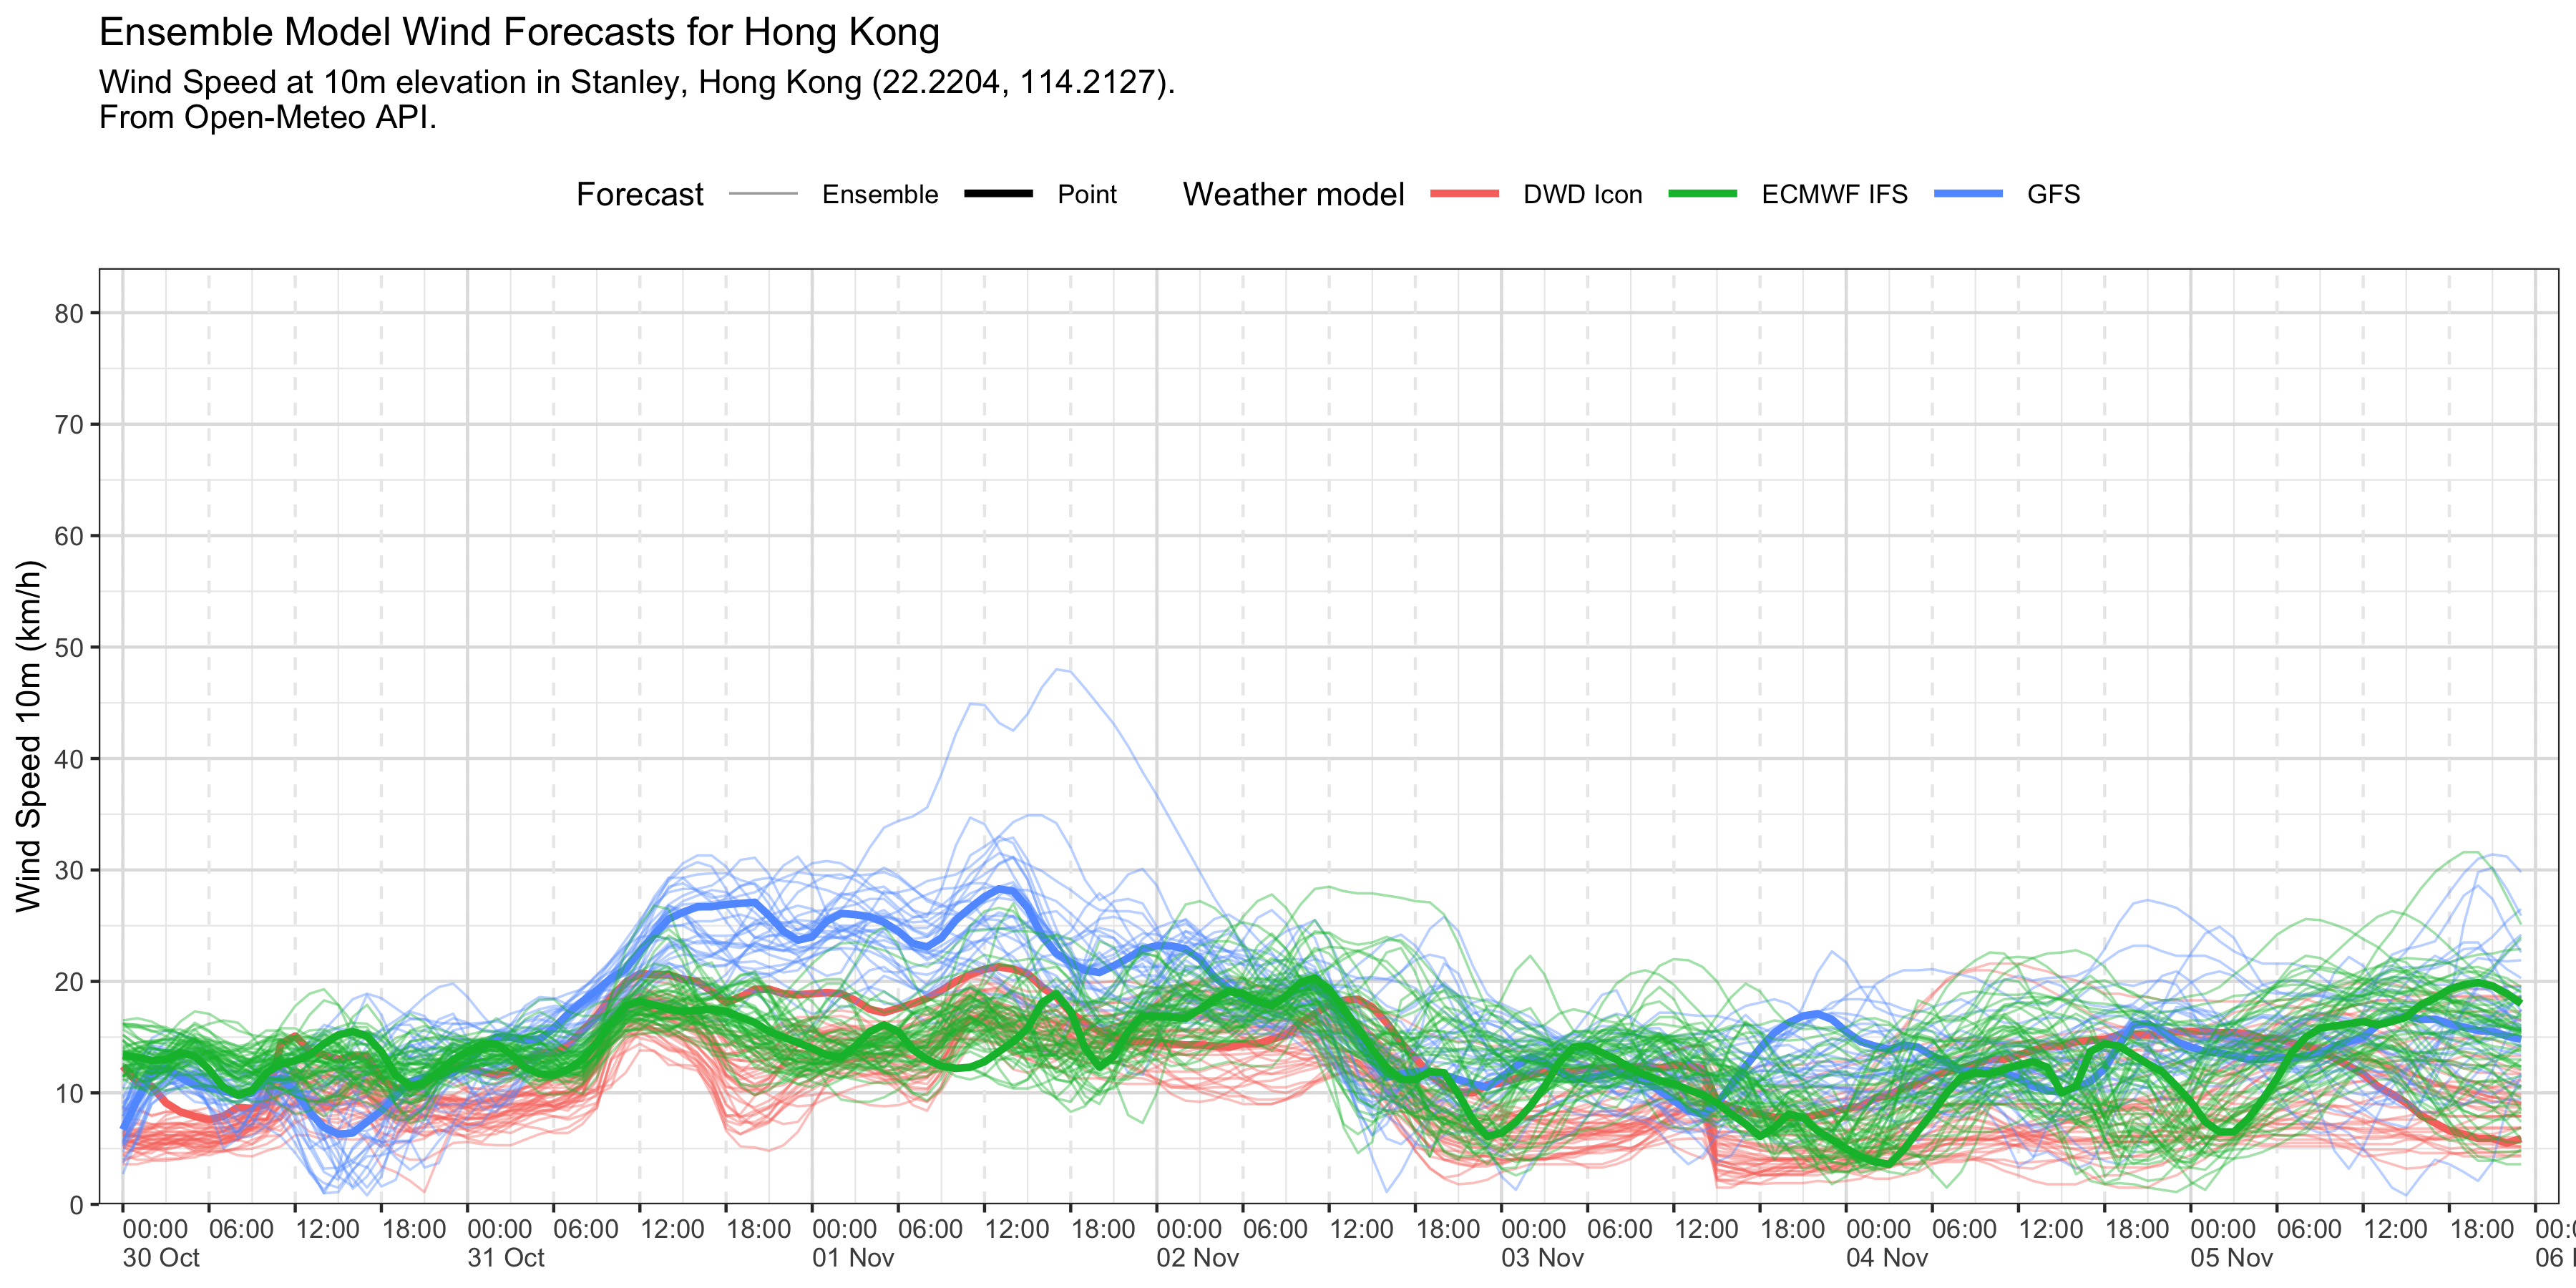 Ensemble Model Wind Forecasts for Hong Kong
Wind Speed at 10m elevation in Stanley, Hong Kong (22.2204, 114.2127).
From Open-Meteo API.
Forecast Ensemble Point Weather model DWD Icon ECMWF IFS GFS
Wind Speed 10m (km/h)
80
70
60
50
40
30
20
10
0
00:00 06:00 12:00 18:00 00:00 06:00 12:00 18:00 00:00 06:00 12:00 18:00 00:00 06:00 12:00 18:00 00:00 06:00 12:00 18:00 00:00 06:00 12:00 18:00 00:00 06:00 12:00 18:00
30 Oct 31 Oct 01 Nov 02 Nov 03 Nov 04 Nov 05 Nov 06